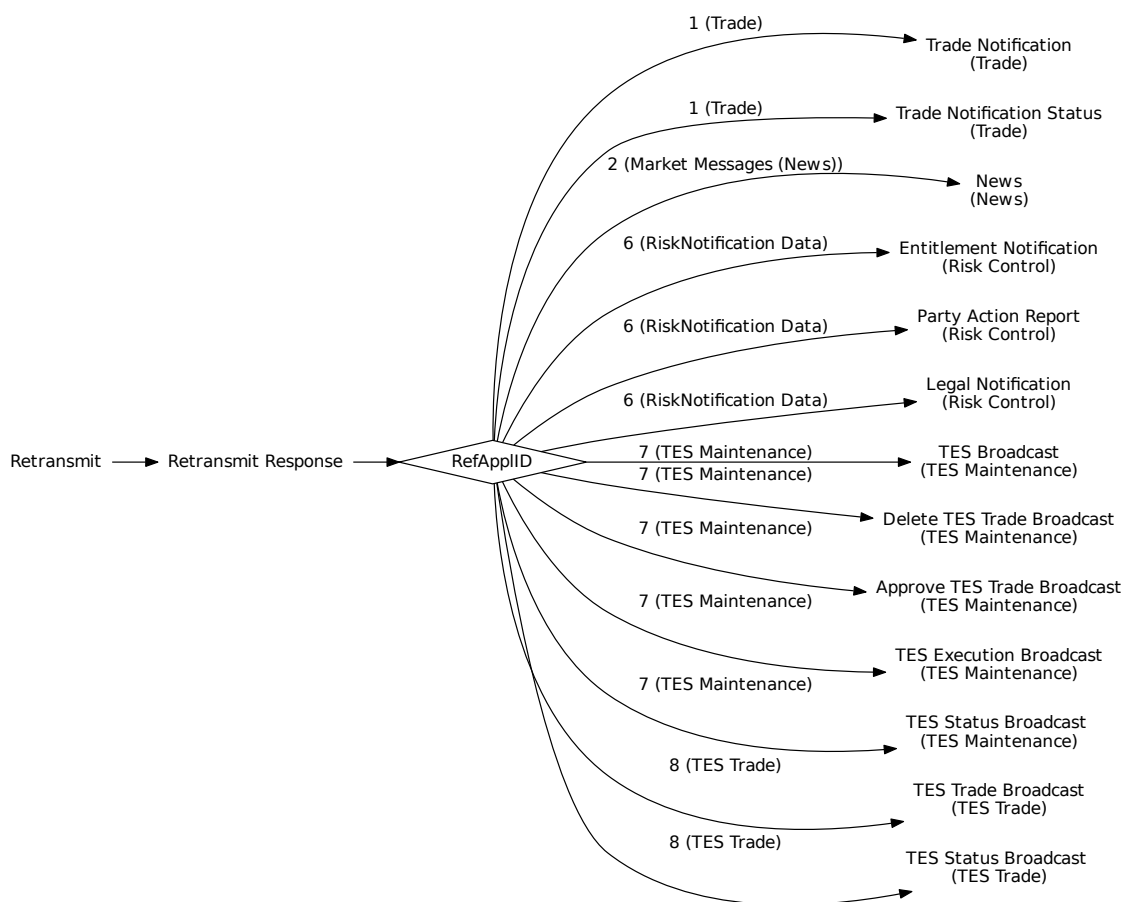 1 (Trade)
Trade Notification
(Trade)
1 (Trade)
Trade Notification Status
(Trade)
2 (Market Messages (News))
News
(News)
6 (RiskNotification Data)
Entitlement Notification
(Risk Control)
6 (RiskNotification Data)
Party Action Report
(Risk Control)
6 (RiskNotification Data)
Legal Notification
(Risk Control)
Retransmit
Retransmit Response
RefApplID
7 (TES Maintenance)
TES Broadcast
(TES Maintenance)
7 (TES Maintenance)
Delete TES Trade Broadcast
(TES Maintenance)
7 (TES Maintenance)
Approve TES Trade Broadcast
(TES Maintenance)
7 (TES Maintenance)
TES Execution Broadcast
(TES Maintenance)
7 (TES Maintenance)
TES Status Broadcast
(TES Maintenance)
8 (TES Trade)
TES Trade Broadcast
(TES Trade)
8 (TES Trade)
TES Status Broadcast
(TES Trade)